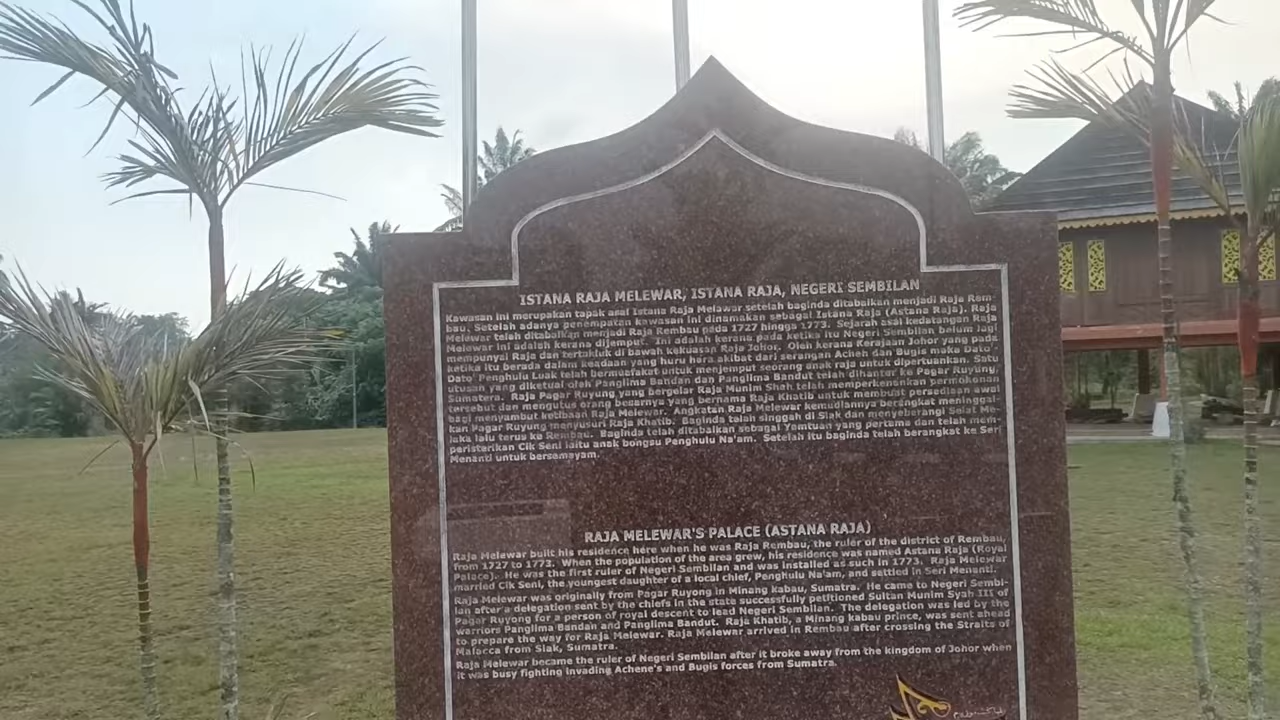 ISTANA RAJA MELEWAR, ISTANA RAJA, NEGERI SEMBILAN
Kawasan ini merupakan tapak asal Istana Raja Melewar setelah baginda ditabalkan menjadi Raja Rem-
bau. Setelah adanya penempatan kawasan ini dinamakan sebagai Istana Raja (Astana Raja). Raja
Melewar telah ditabalkan menjadi Raja Rembau pada 1727 hingga 1773. Sejarah asal kedatangan Raja
Melewar ini adalah kerana dijemput. Ini adalah kerana pada ketika itu Negeri Sembilan belum lagi
mempunyai Raja dan tertakluk di bawah kekuasan Raja Johor. Oleh kerana Kerajaan Johor yang pada
ketika itu berada dalam keadaan yang huru hara akibat dari serangan Acheh dan Bugis maka Dato'-
Dato' Penghulu Luak telah bermuafakat untuk menjemput seorang anak raja untuk dipertuankan. Satu
utusan yang diketuai oleh Panglima Bandan dan Panglima Bandut telah dihantar ke Pagar Ruyung,
Sumatera. Raja Pagar Ruyung yang bergelar Raja Munim Shah telah memperkenankan permohonan
tersebut dan mengutus orang besarnya yang bernama Raja Khatib untuk membuat persediaan awal
bagi menyambut ketibaan Raja Melewar. Angkatan Raja Melewar kemudiannya berangkat meninggal-
kan Pagar Ruyung menyusuri Raja Khatib. Baginda talah singgah di Siak dan menyeberangi Selat Me-
laka lalu terus ke Rembau. Baginda telah ditabalkan sebagai Yamtuan yang pertama dan telah mem-
peristerikan Cik Seni iaitu anak bongsu Penghulu Na'am. Setelah itu baginda telah berangkat ke Seri
Menanti untuk bersemayam.
RAJA MELEWAR'S PALACE (ASTANA RAJA)
Raja Melewar built his residence here when he was Raja Rembau, the ruler of the district of Rembau,
from 1727 to 1773. When the population of the area grew, his residence was named Astana Raja (Royal
Palace). He was the first ruler of Negeri Sembilan and was installed as such in 1773. Raja Melewar
married Cik Seni, the youngest daughter of a local chief, Penghulu Na'am, and settled in Seri Menanti.
Raja Melewar was originally from Pagar Ruyong in Minang kabau, Sumatra. He came to Negeri Sembi-
lan after a delegation sent by the chiefs in the state successfully petitioned Sultan Munim Syah III of
Pagar Ruyong for a person of royal descent to lead Negeri Sembilan. The delegation was led by the
warriors Panglima Bandan and Panglima Bandut. Raja Khatib, a Minang kabau prince, was sent ahead
to prepare the way for Raja Melewar. Raja Melewar arrived in Rembau after crossing the Straits of
Malacca from Siak, Sumatra.
Raja Melewar became the ruler of Negeri Sembilan after it broke away from the kingdom of Johor when
it was busy fighting invading Achene's and Bugis forces from Sumatra.